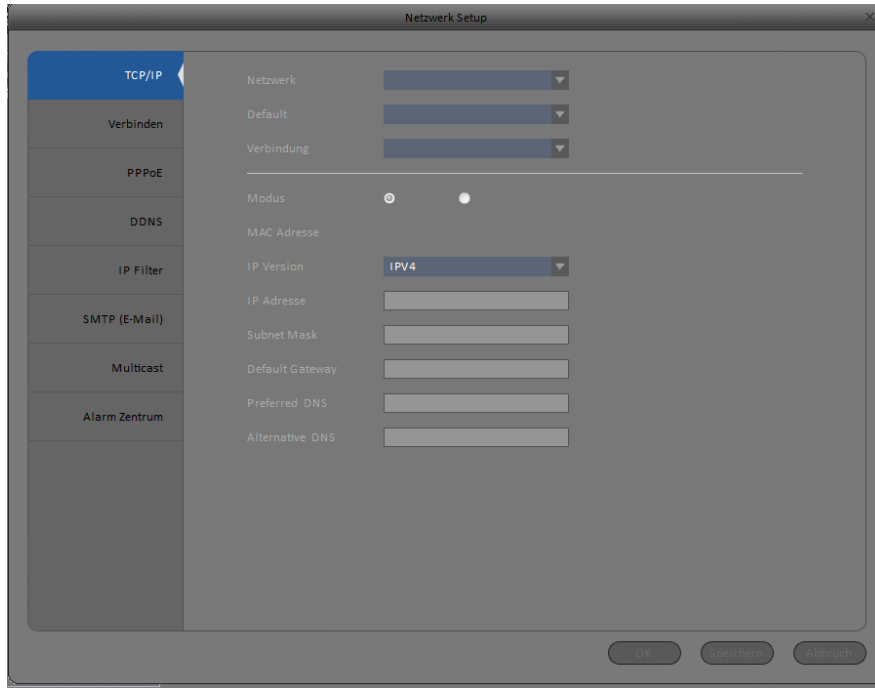 Netzwerk Setup
TCP/IP
Verbinden
PPPoE
DDNS
IP Filter
SMTP (E-Mail)
Multicast
Alarm Zentrum
Netzwerk
Default
Verbindung
Modus
MAC Adresse
IP Version IPV4
IP Adresse
Subnet Mask
Default Gateway
Preferred DNS
Alternative DNS
OK Speichern Abbruch